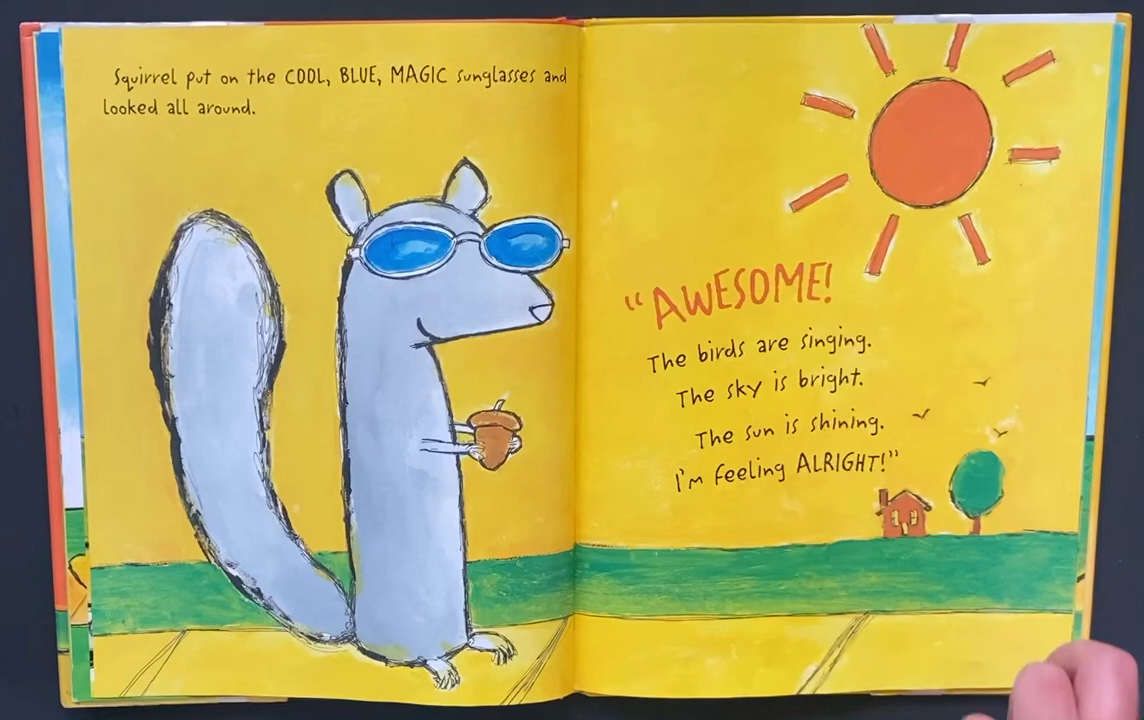 Squirrel put on the COOL, BLUE, MAGIC sunglasses and
looked all around.
“AWESOME!
The birds are singing.
The sky is bright.
The sun is shining.
I'm feeling ALRIGHT!”